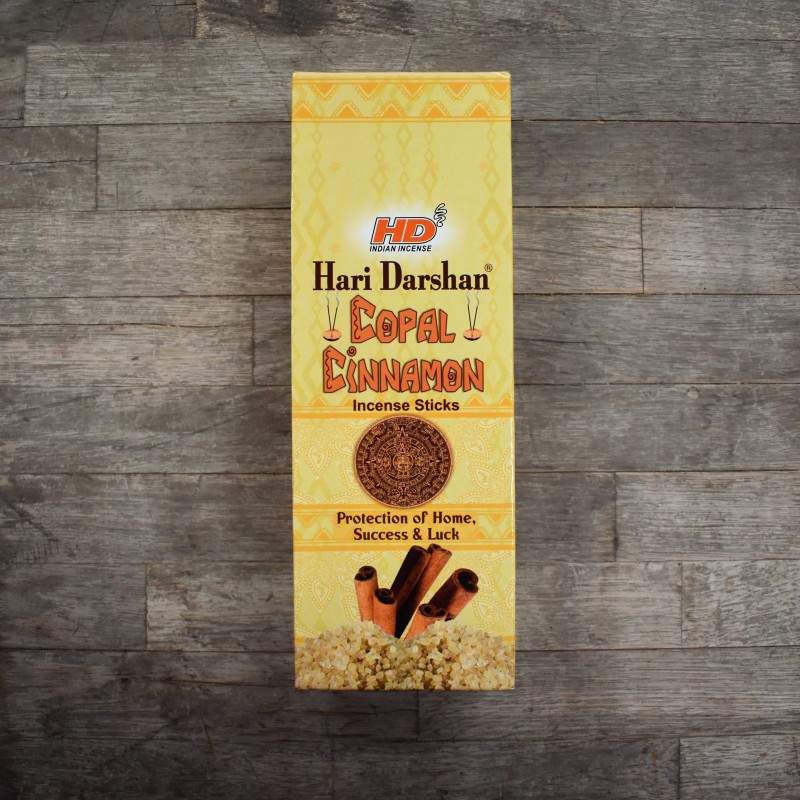 HD
INDIAN INCENSE
Hari Darshan®
COPAL
CINNAMON
Incense Sticks
Protection of Home,
Success & Luck